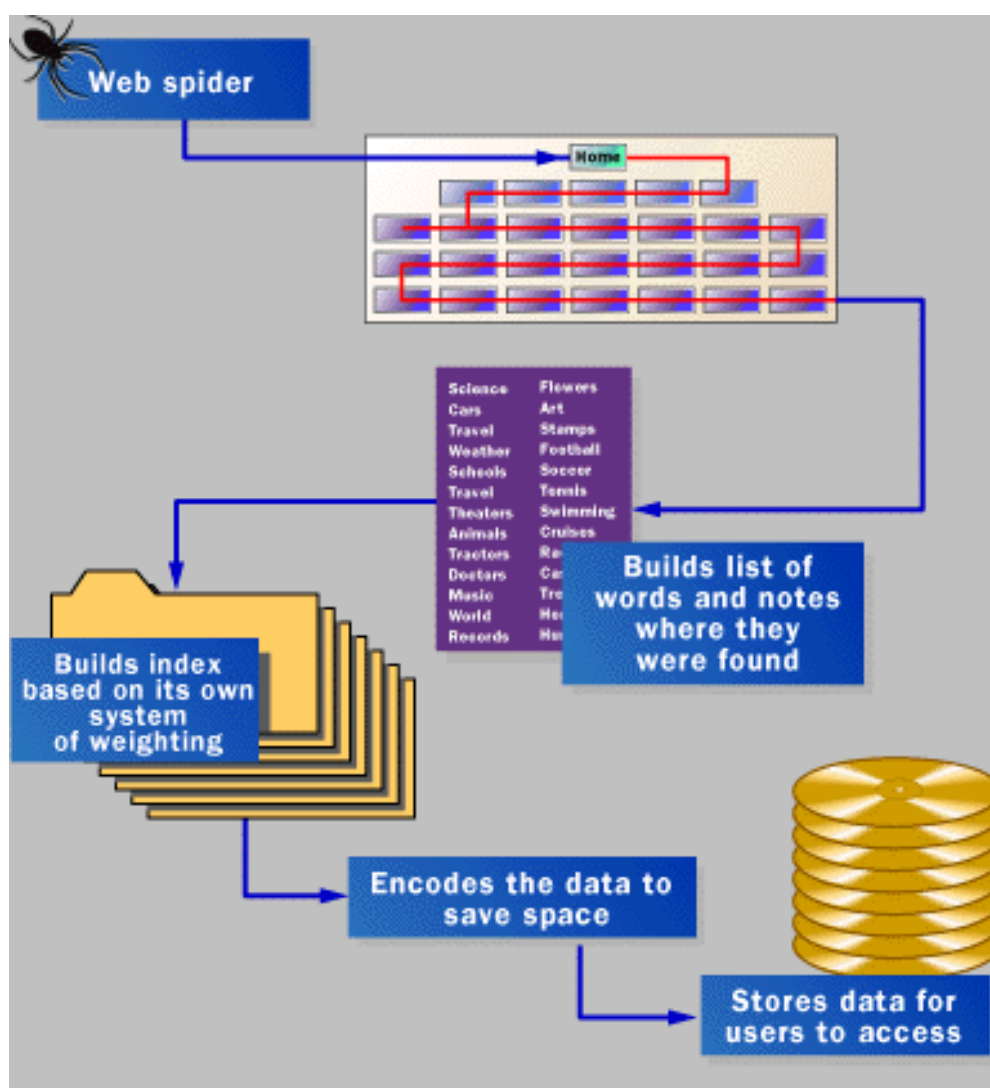 Web spider
Home
Science
Cars
Travel
Weather
Schools
Travel
Theaters
Animals
Tractors
Doctors
Music
World
Records
Flowers
Art
Stamps
Football
Soccer
Tennis
Swimming
Cruises
Builds list of
words and notes
where they
were found
Builds index
based on its own
system
of weighting
Encodes the data to
save space
Stores data for
users to access